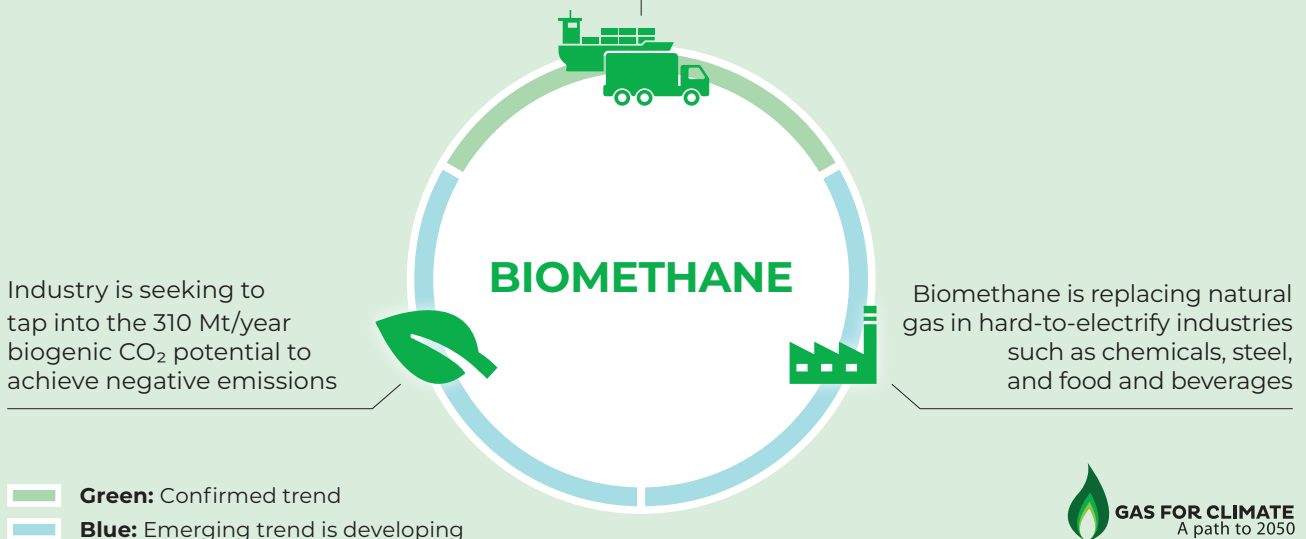 BIOMETHANE
Industry is seeking to
tap into the 310 Mt/year
biogenic CO₂ potential to
achieve negative emissions
Biomethane is replacing natural
gas in hard-to-electrify industries
such as chemicals, steel,
and food and beverages
Green: Confirmed trend
Blue: Emerging trend is developing
GAS FOR CLIMATE
A path to 2050